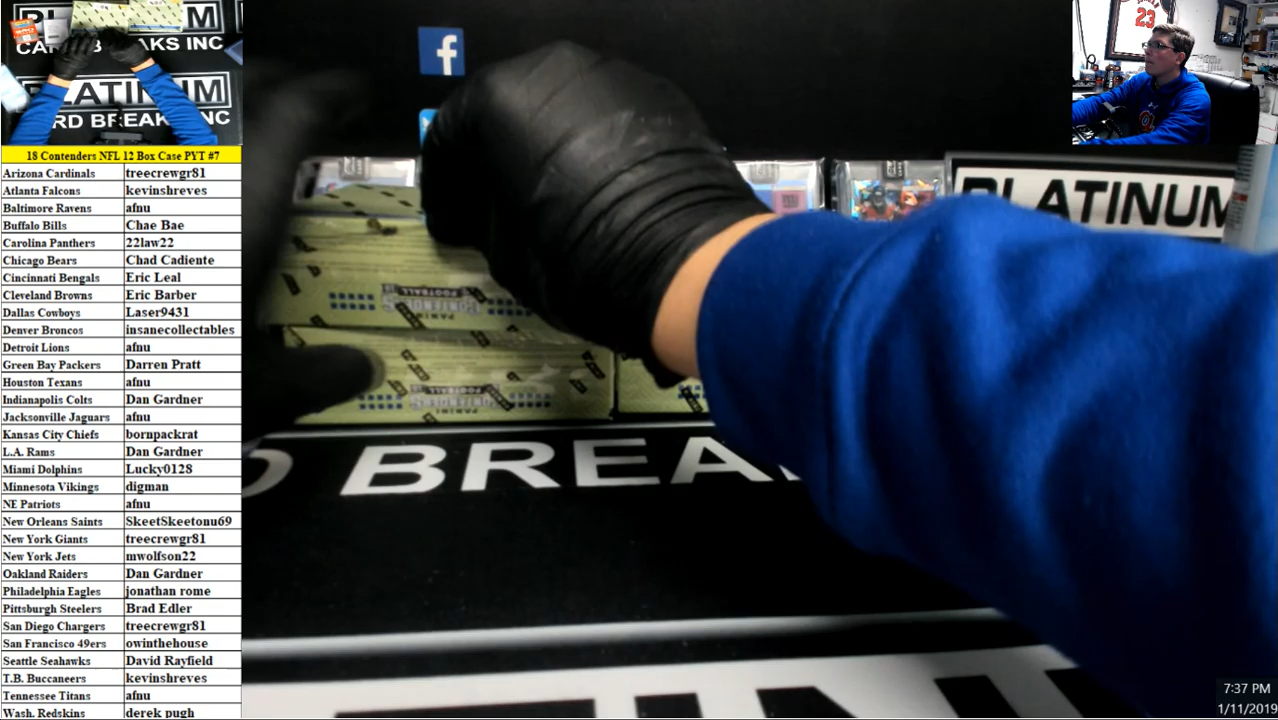 PLATINUM
CARD BREAKS INC
PLATINUM
RD BREAK INC
23
18 Contenders NFL 12 Box Case PYT #7
Arizona Cardinals treecrewgr81
Atlanta Falcons kevinshreves
Baltimore Ravens afnu
Buffalo Bills Chae Bae
Carolina Panthers 22law22
Chicago Bears Chad Cadiente
Cincinnati Bengals Eric Leal
Cleveland Browns Eric Barber
Dallas Cowboys Laser9431
Denver Broncos insanecollectables
Detroit Lions afnu
Green Bay Packers Darren Pratt
Houston Texans afnu
Indianapolis Colts Dan Gardner
Jacksonville Jaguars afnu
Kansas City Chiefs bornpackrat
L.A. Rams Dan Gardner
Miami Dolphins Lucky0128
Minnesota Vikings digman
NE Patriots afnu
New Orleans Saints SkeetSkeetonu69
New York Giants treecrewgr81
New York Jets mwolfson22
Oakland Raiders Dan Gardner
Philadelphia Eagles jonathan rome
Pittsburgh Steelers Brad Edler
San Diego Chargers treecrewgr81
San Francisco 49ers owinthehouse
Seattle Seahawks David Rayfield
T.B. Buccaneers kevinshreves
Tennessee Titans afnu
Wash. Redskins derek pugh
f
PLATINUM
PANINI
CONTENDERS
FOOTBALL
PANINI
CONTENDERS
FOOTBALL
D BREA
7:37 PM
1/11/2019